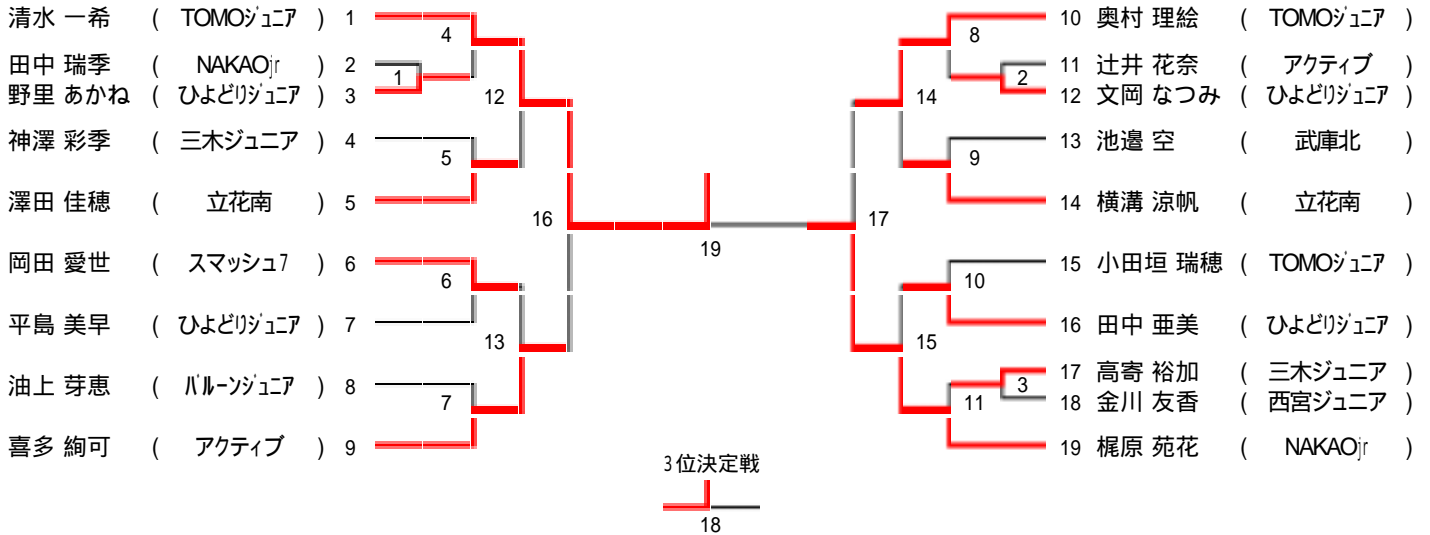 清水 一希 ( TOMOｼﾞｭﾆｱ ) 1
田中 瑞季 ( NAKAOjr ) 2
野里 あかね ( ひよどりジュニア ) 3
神澤 彩季 ( 三木ジュニア ) 4
澤田 佳穂 ( 立花南 ) 5
岡田 愛世 ( スマッシュ7 ) 6
平島 美早 ( ひよどりｼﾞｭﾆｱ ) 7
油上 芽恵 ( ﾊﾞﾙｰﾝｼﾞｭﾆｱ ) 8
喜多 絢可 ( アクティブ ) 9
4
1
12
5
16
6
13
7
19
3位決定戦
18
8
2
14
9
17
10
15
3
11
10 奥村 理絵 ( TOMOｼﾞｭﾆｱ )
11 辻井 花奈 ( アクティブ )
12 文岡 なつみ ( ひよどりジュニア )
13 池邉 空 ( 武庫北 )
14 横溝 涼帆 ( 立花南 )
15 小田垣 瑞穂 ( TOMOｼﾞｭﾆｱ )
16 田中 亜美 ( ひよどりｼﾞｭﾆｱ )
17 高寄 裕加 ( 三木ジュニア )
18 金川 友香 ( 西宮ジュニア )
19 梶原 苑花 ( NAKAOjr )